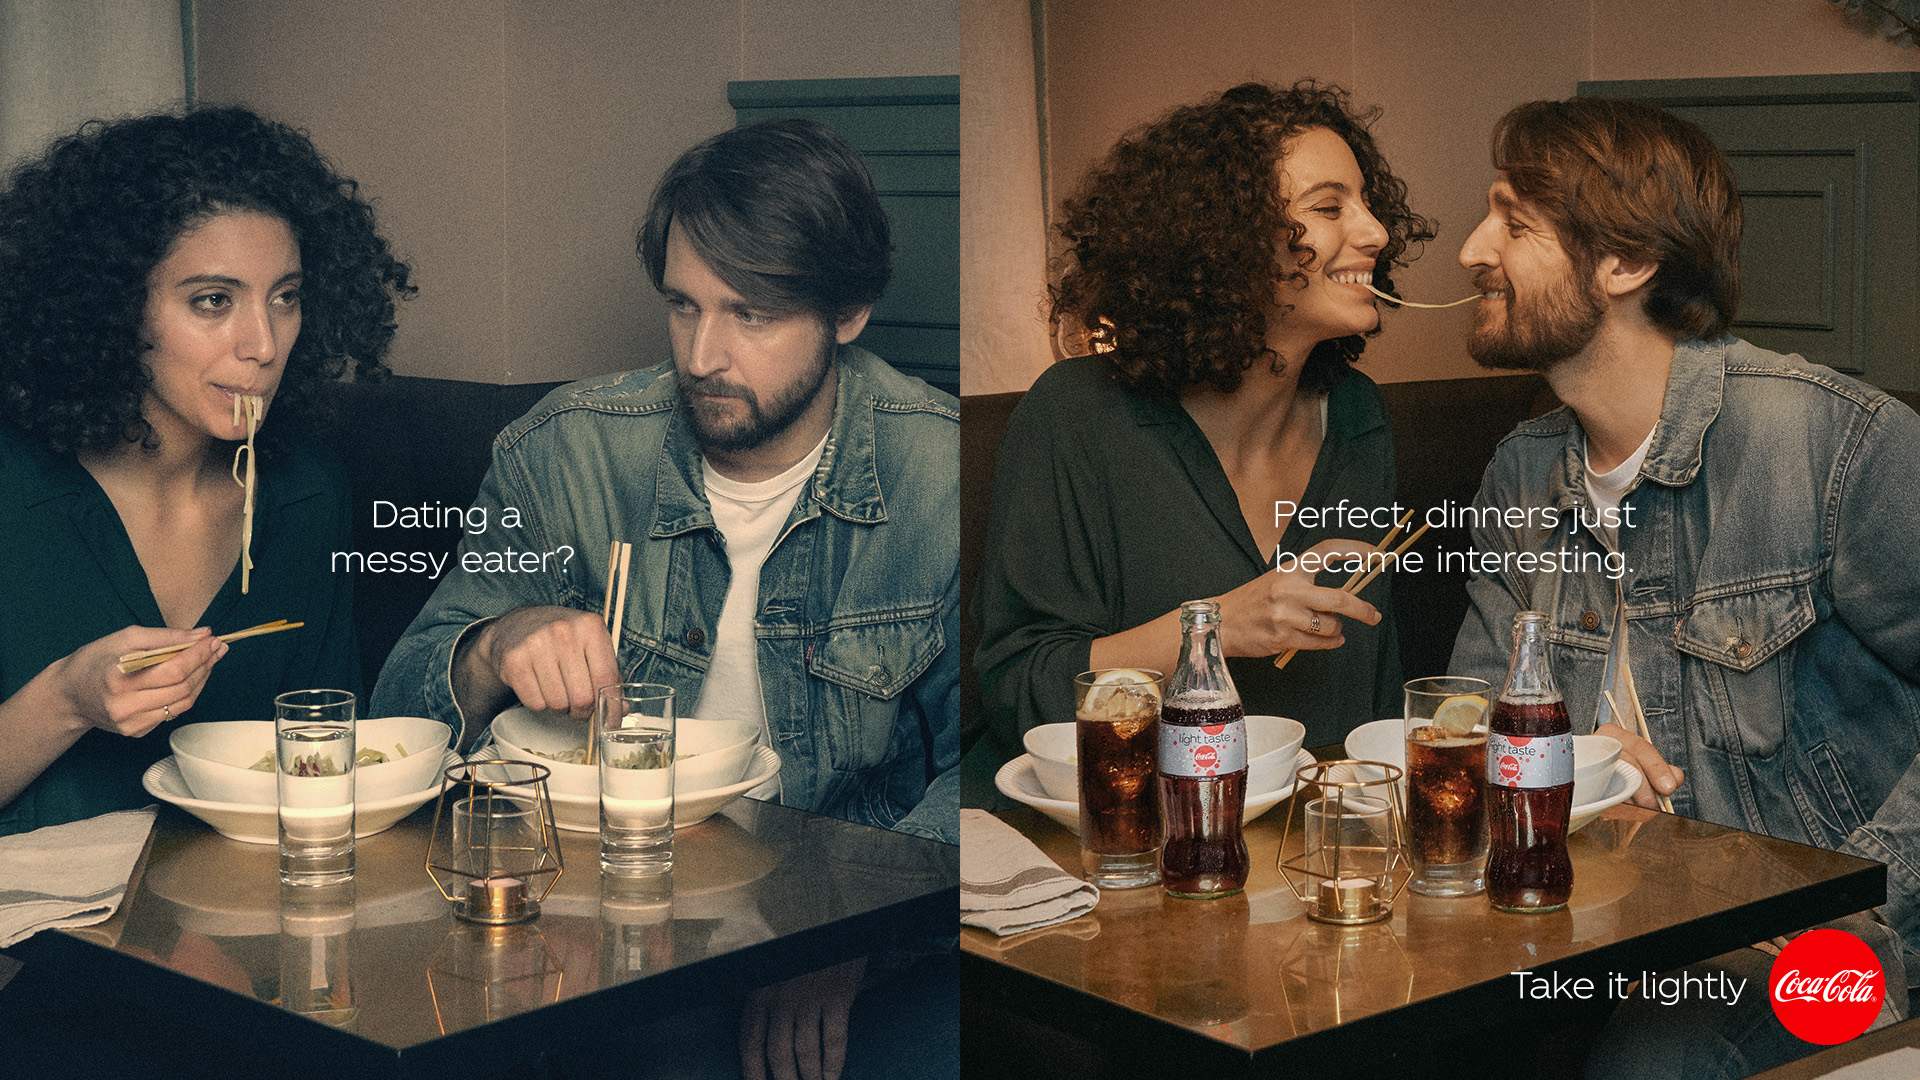 Dating a
messy eater?
Perfect, dinners just
became interesting.
light taste
Coca-Cola
light taste
Coca-Cola
Take it lightly
Coca-Cola